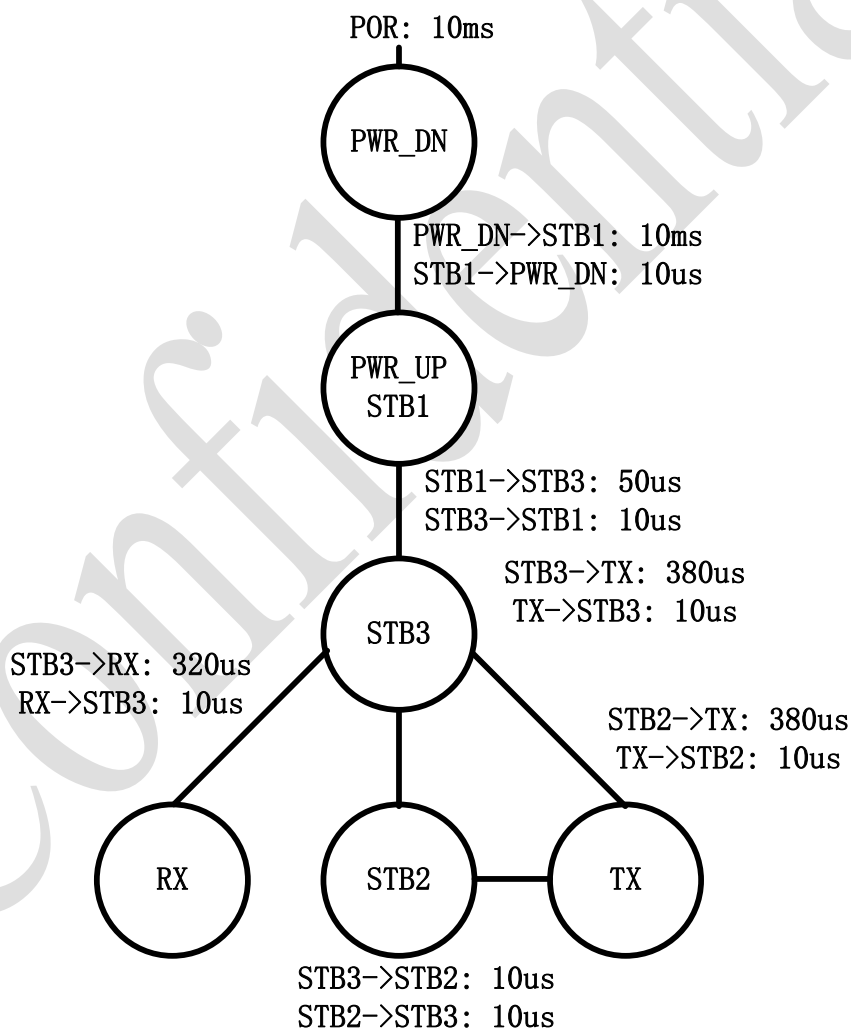 POR: 10ms
PWR_DN
PWR_DN->STB1: 10ms
STB1->PWR_DN: 10us
PWR_UP
STB1
STB1->STB3: 50us
STB3->STB1: 10us
STB3->TX: 380us
TX->STB3: 10us
STB3
STB3->RX: 320us
RX->STB3: 10us
STB2->TX: 380us
TX->STB2: 10us
RX
STB2
TX
STB3->STB2: 10us
STB2->STB3: 10us
Confidential